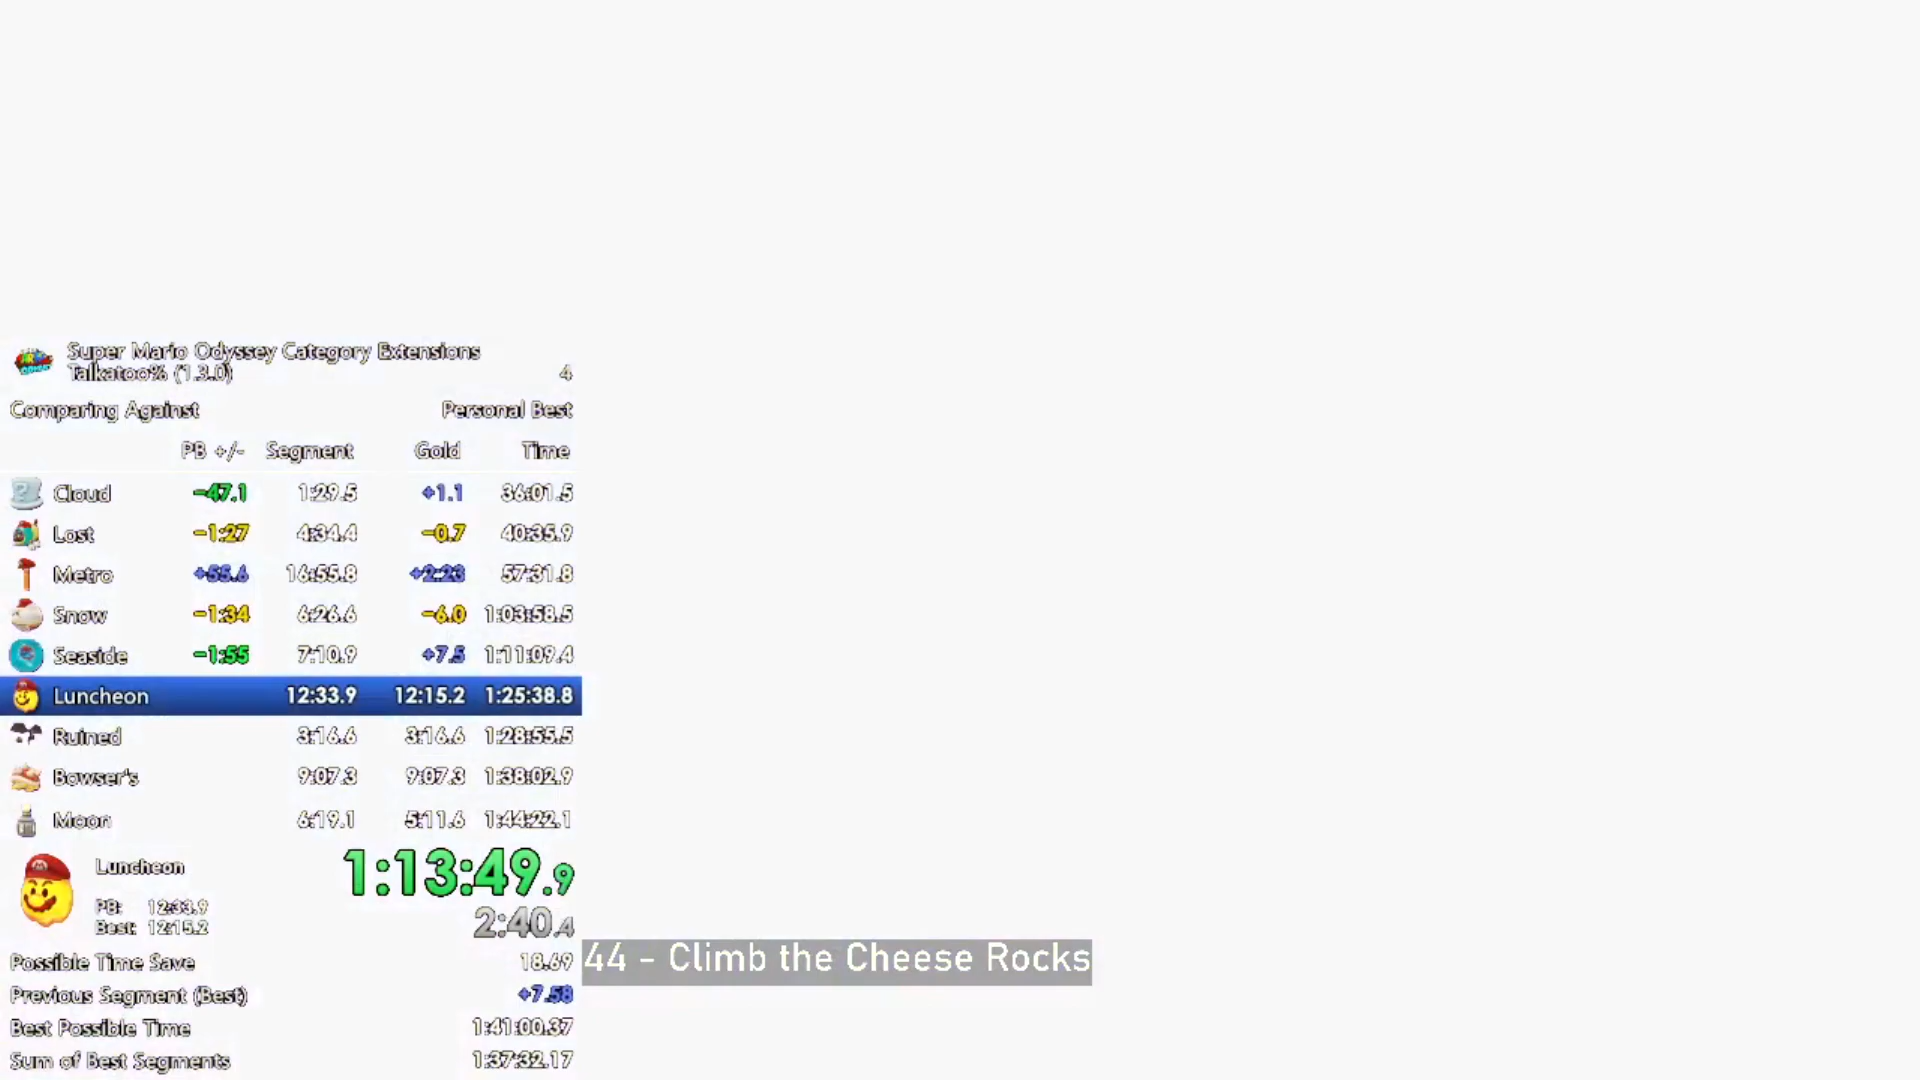 Super Mario Odyssey Category Extensions
Talkatoo% (1.3.0) 4
Comparing Against Personal Best
PB +/- Segment Gold Time
Cloud -47.1 1:29.5 +1.1 36:01.5
Lost -1:27 4:34.4 -0.7 40:35.9
Metro +55.6 16:55.8 +2:23 57:31.8
Snow -1:34 6:26.6 -6.0 1:03:58.5
Seaside -1:55 7:10.9 +7.5 1:11:09.4
Luncheon 12:33.9 12:15.2 1:25:38.8
Ruined 3:16.6 3:16.6 1:28:55.5
Bowser's 9:07.3 9:07.3 1:38:02.9
Moon 6:19.1 5:11.6 1:44:22.1
Luncheon 1:13:49.9
PB: 12:33.9
Best: 12:15.2 2:40.4
Possible Time Save 18.69
44 - Climb the Cheese Rocks
Previous Segment (Best) +7.58
Best Possible Time 1:41:00.37
Sum of Best Segments 1:37:32.17